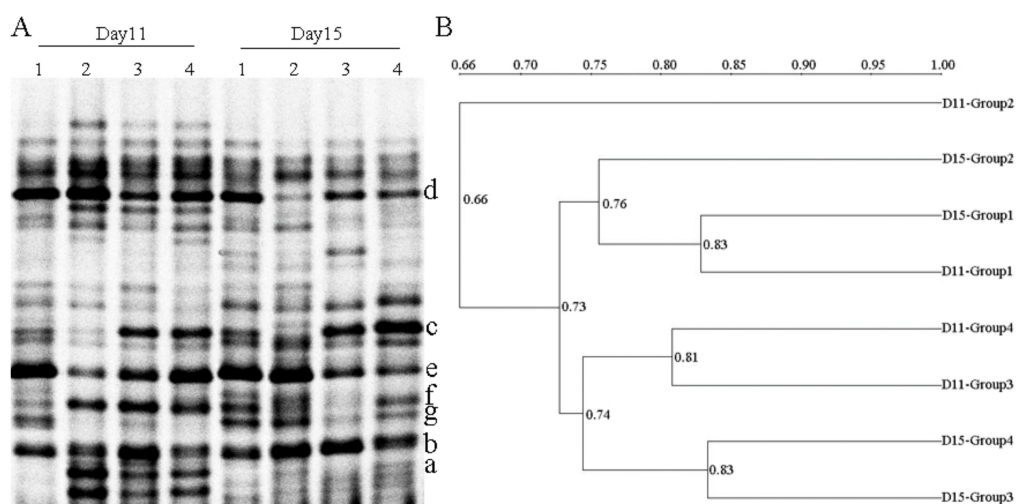 A
B
Day11
Day15
1 2 3 4 1 2 3 4
d
c
e
f
g
b
a
0.66 0.70 0.75 0.80 0.85 0.90 0.95 1.00
D11-Group2
D15-Group2
0.66
0.76
D15-Group1
0.83
D11-Group1
0.73
D11-Group4
0.81
D11-Group3
0.74
D15-Group4
0.83
D15-Group3